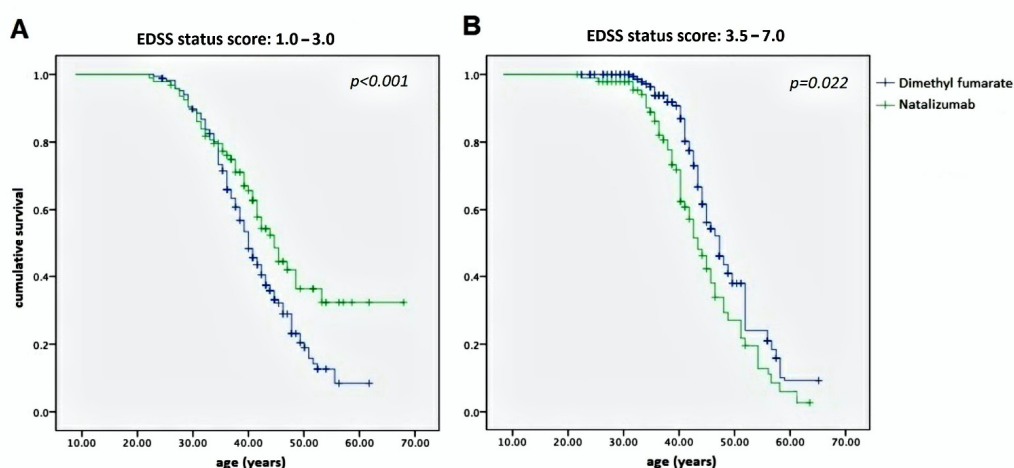 A
EDSS status score: 1.0 – 3.0
p<0.001
cumulative survival
1.0
0.8
0.6
0.4
0.2
0.0
10.00 20.00 30.00 40.00 50.00 60.00 70.00
age (years)
B
EDSS status score: 3.5 – 7.0
p=0.022
1.0
0.8
0.6
0.4
0.2
0.0
10.00 20.00 30.00 40.00 50.00 60.00 70.00
age (years)
Dimethyl fumarate
Natalizumab